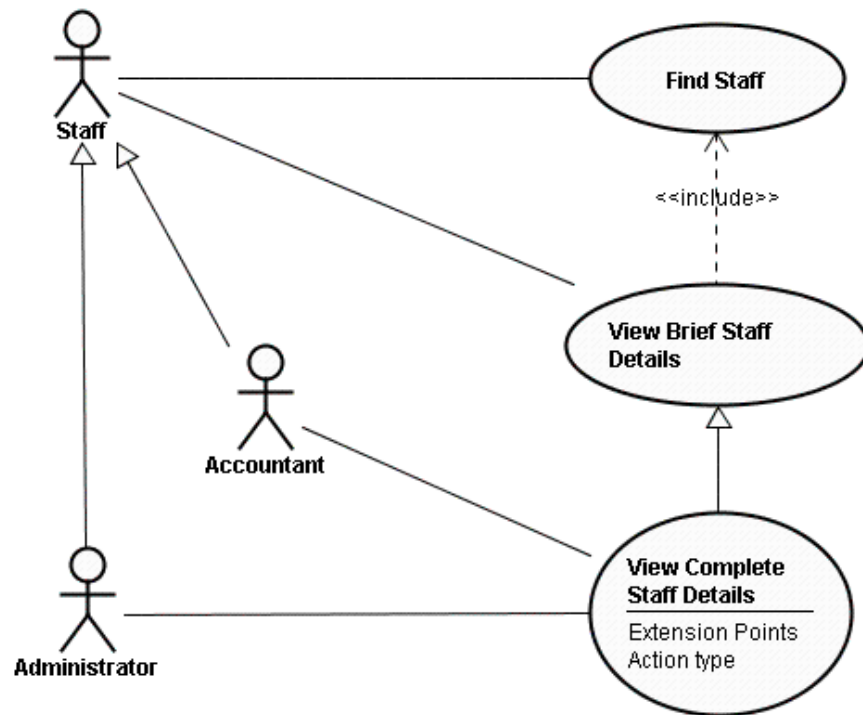 Find Staff
Staff
<<include>>
View Brief Staff
Details
Accountant
View Complete
Staff Details
Extension Points
Action type
Administrator